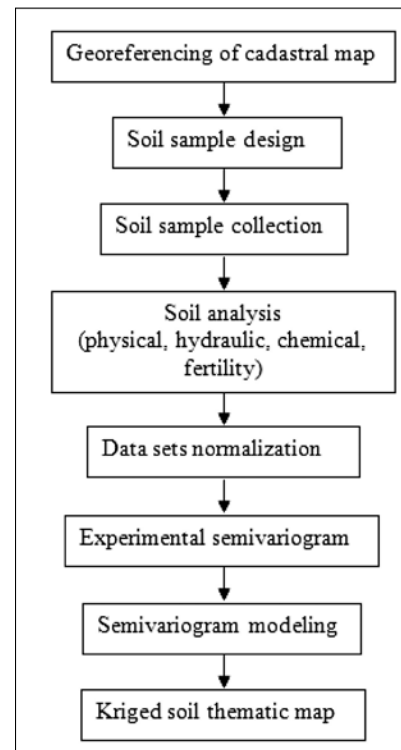 Georeferencing of cadastral map
Soil sample design
Soil sample collection
Soil analysis
(physical, hydraulic, chemical,
fertility)
Data sets normalization
Experimental semivariogram
Semivariogram modeling
Kriged soil thematic map